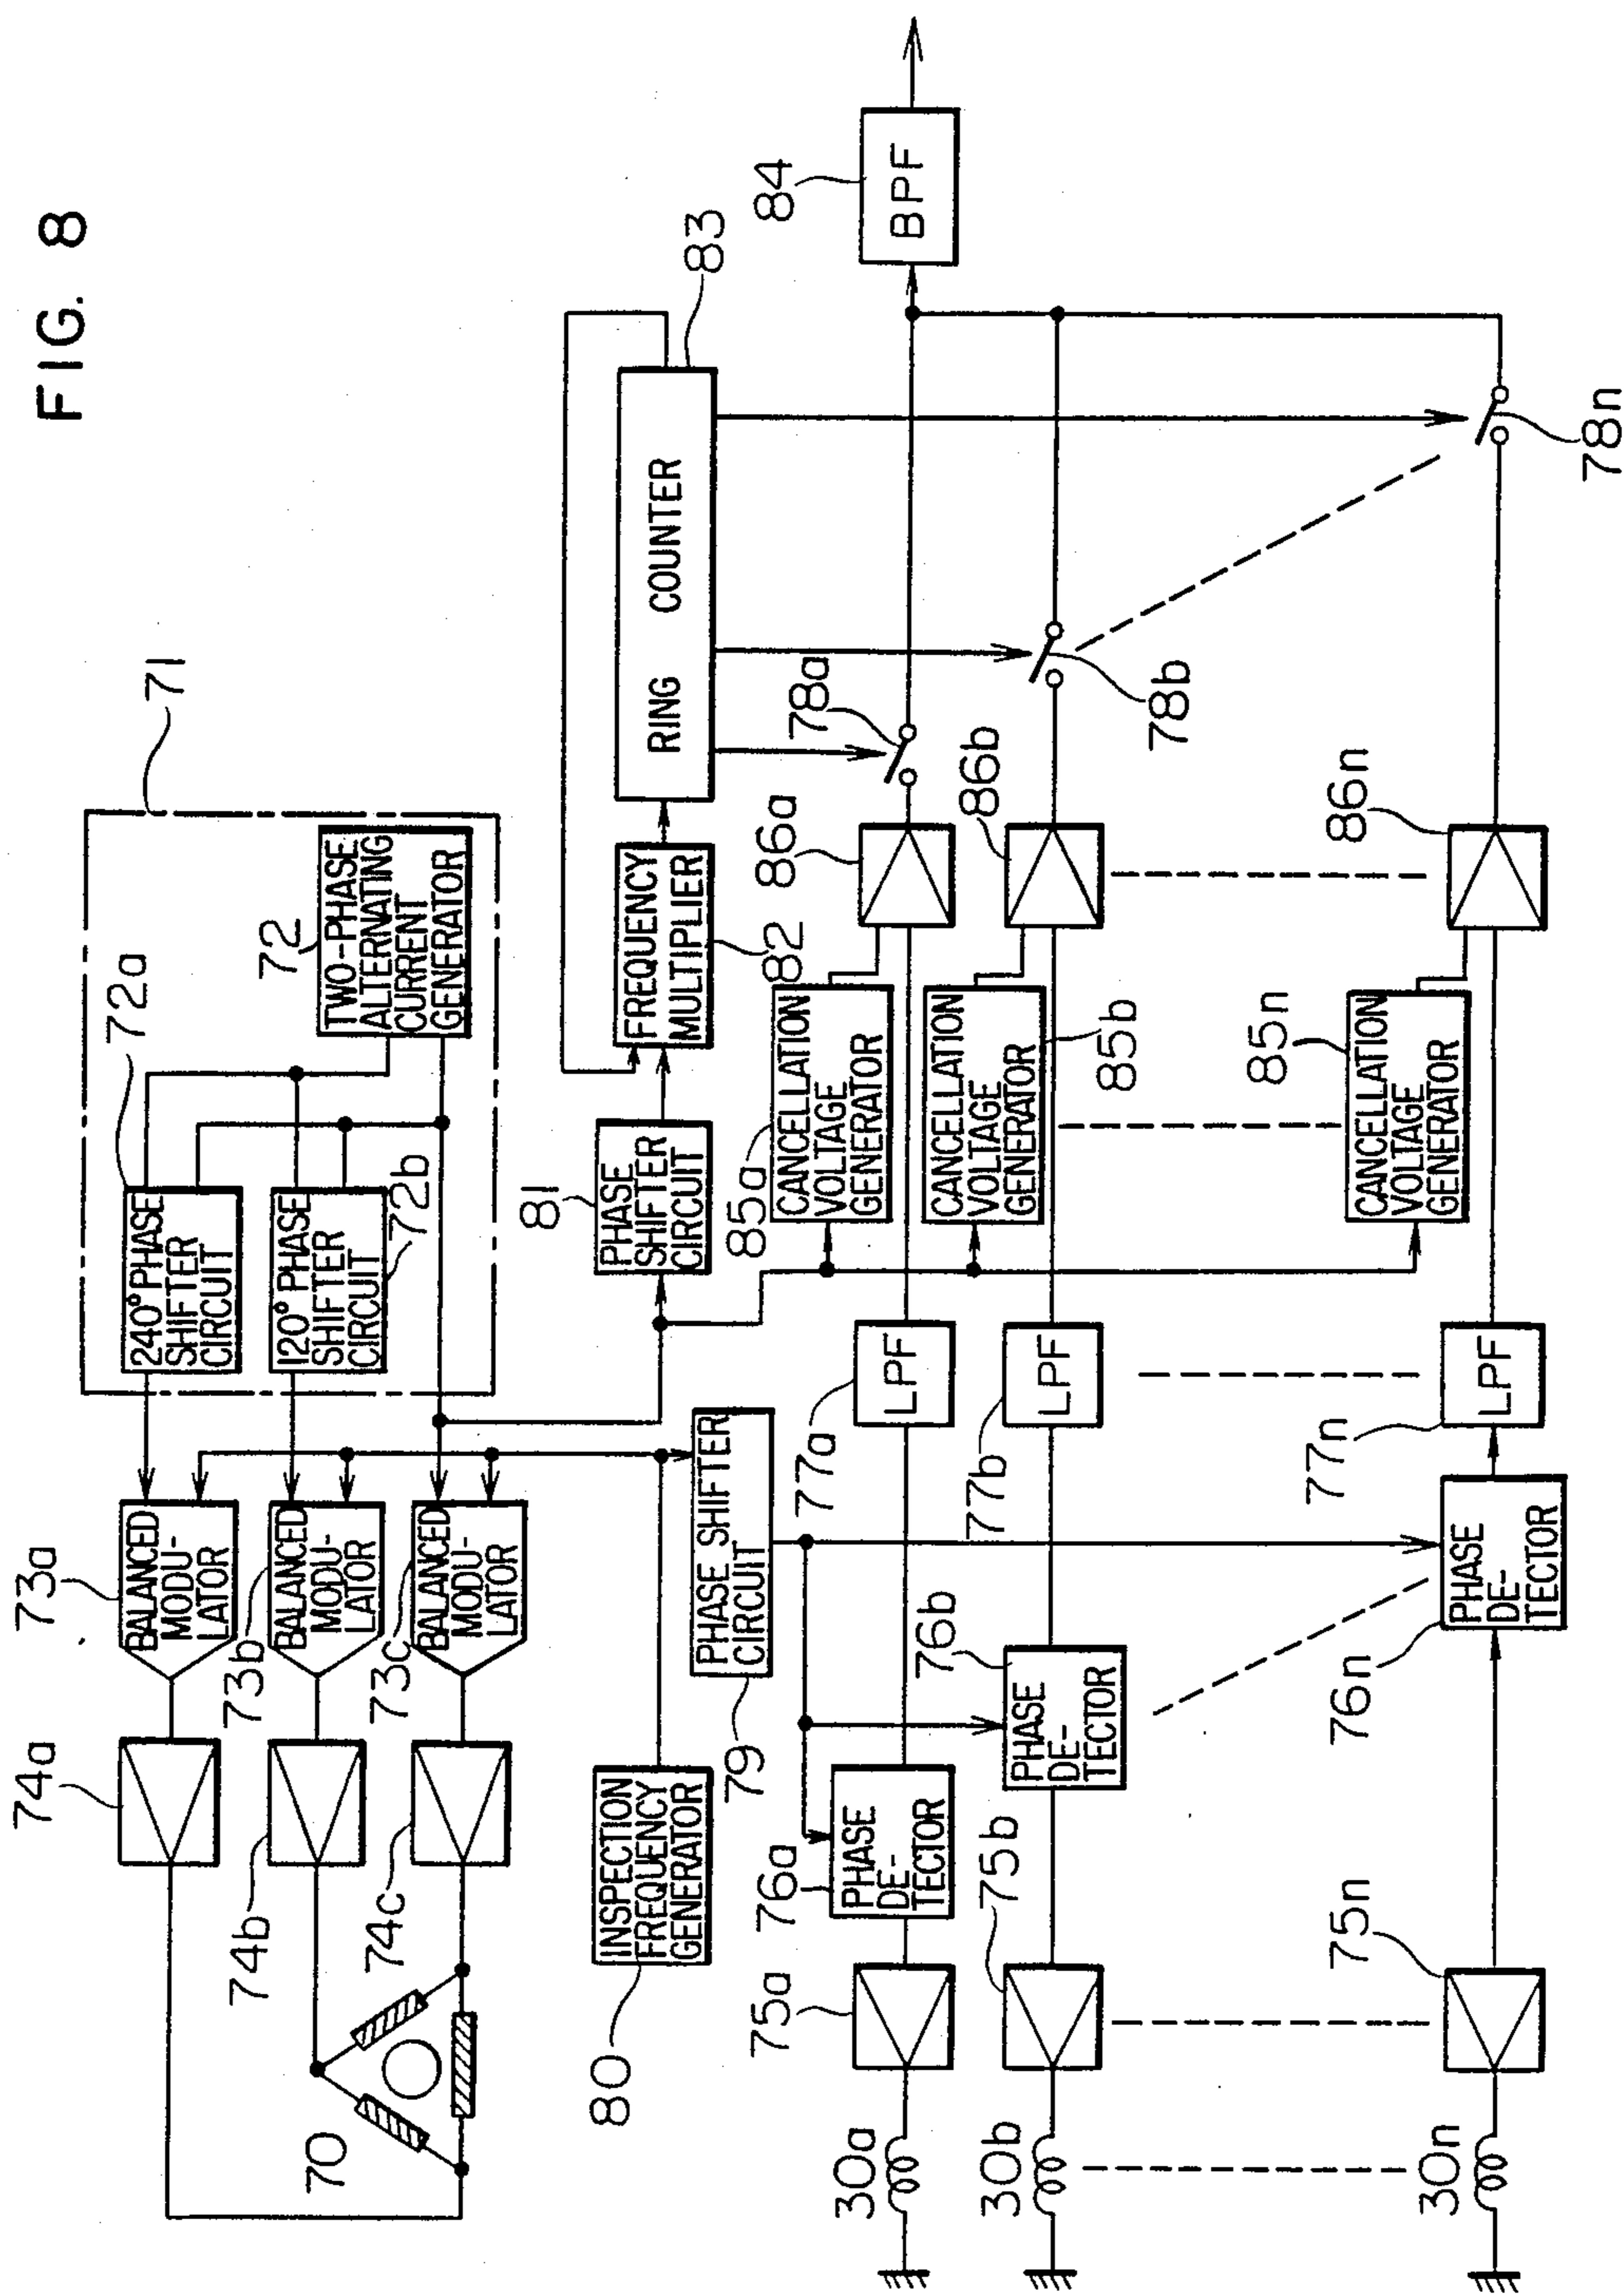 FIG. 8
71
72a
72
TWO-PHASE
ALTERNATING
CURRENT
GENERATOR
240° PHASE
SHIFTER
CIRCUIT
120° PHASE
SHIFTER
CIRCUIT
72b
73a
BALANCED
MODU-
LATOR
73b
BALANCED
MODU-
LATOR
73c
BALANCED
MODU-
LATOR
74a
74b
74c
70
80
INSPECTION
FREQUENCY
GENERATOR
79
PHASE SHIFTER
CIRCUIT
81
PHASE
SHIFTER
CIRCUIT
FREQUENCY
MULTIPLIER
82
RING COUNTER
83
84
BPF
30a
75a
76a
PHASE
DE-
TECTOR
77a
LPF
85a
CANCELLATION
VOLTAGE
GENERATOR
86a
78a
30b
75b
76b
PHASE
DE-
TECTOR
77b
LPF
CANCELLATION
VOLTAGE
GENERATOR
85b
86b
78b
30n
75n
76n
PHASE
DE-
TECTOR
77n
LPF
85n
CANCELLATION
VOLTAGE
GENERATOR
86n
78n